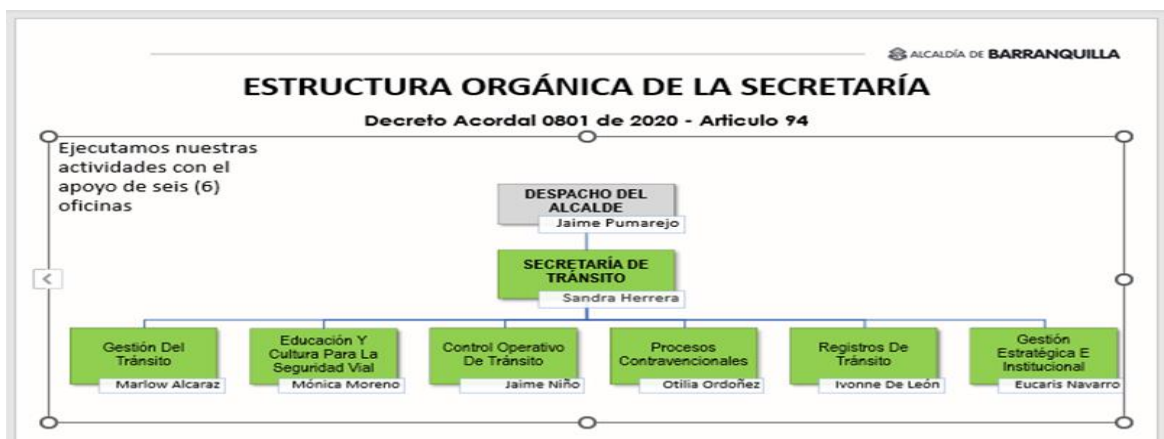 ALCALDÍA DE BARRANQUILLA
ESTRUCTURA ORGÁNICA DE LA SECRETARÍA
Decreto Acordal 0801 de 2020 - Articulo 94
Ejecutamos nuestras
actividades con el
apoyo de seis (6)
oficinas
DESPACHO DEL
ALCALDE
Jaime Pumarejo
SECRETARÍA DE
TRÁNSITO
Sandra Herrera
Gestión Del
Tránsito
Marlow Alcaraz
Educación Y
Cultura Para La
Seguridad Vial
Mónica Moreno
Control Operativo
De Tránsito
Jaime Niño
Procesos
Contravencionales
Otilia Ordoñez
Registros De
Tránsito
Ivonne De León
Gestión
Estratégica E
Institucional
Eucaris Navarro